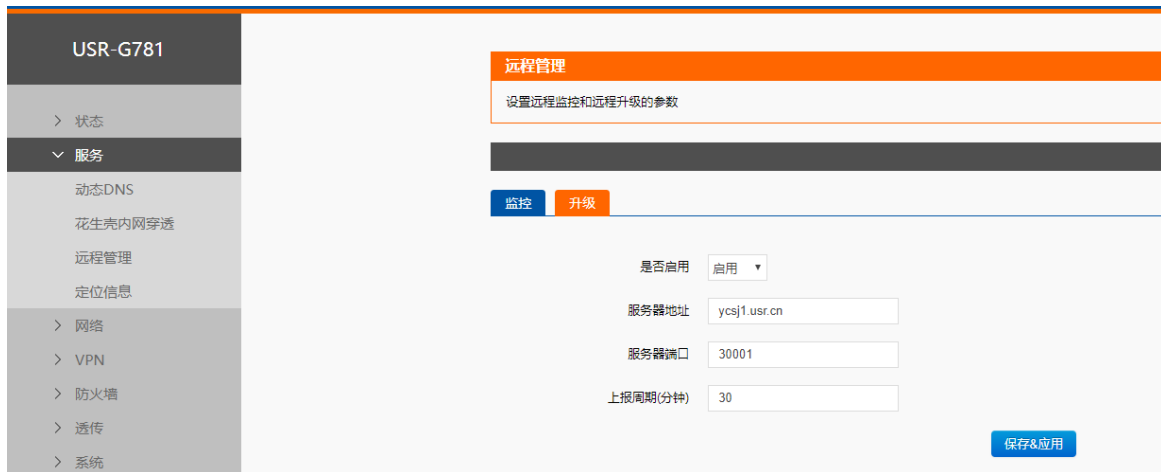 USR-G781
状态
服务
动态DNS
花生壳内网穿透
远程管理
定位信息
网络
VPN
防火墙
透传
系统
远程管理
设置远程监控和远程升级的参数
监控 升级
是否启用 启用
服务器地址 ycsj1.usr.cn
服务器端口 30001
上报周期(分钟) 30
保存&应用